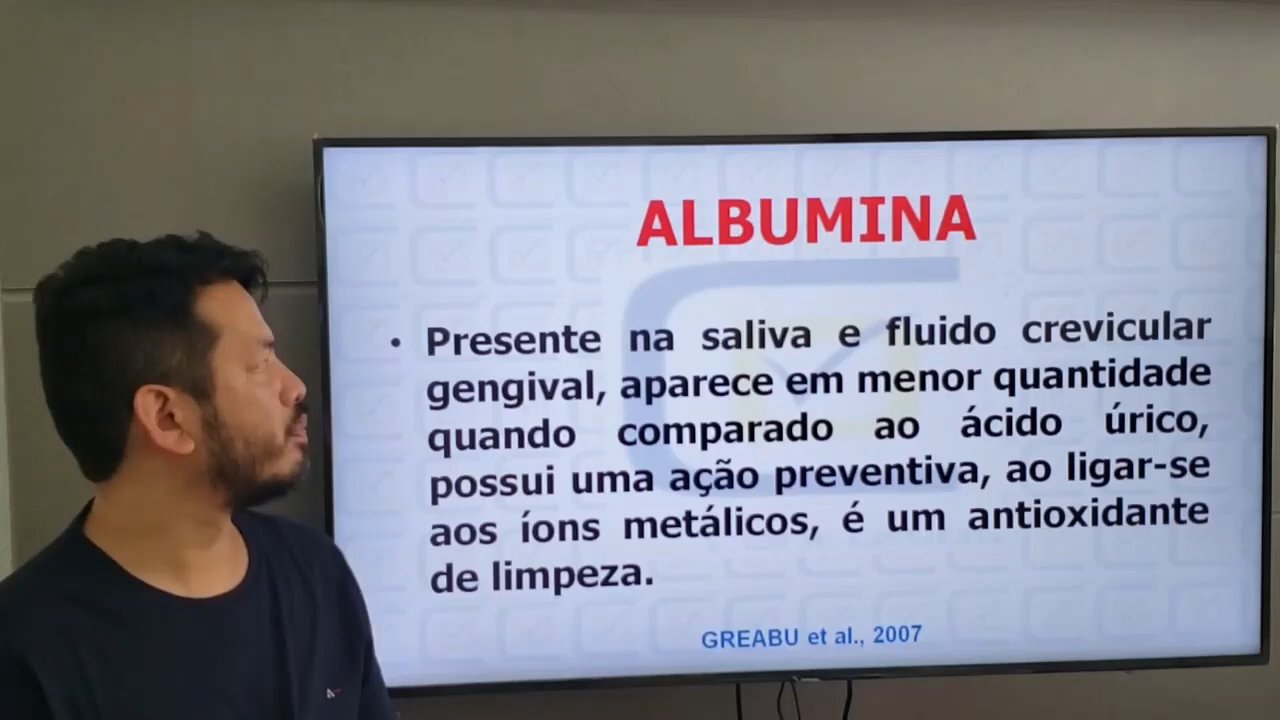 ALBUMINA
• Presente na saliva e fluido crevicular
gengival, aparece em menor quantidade
quando comparado ao ácido úrico,
possui uma ação preventiva, ao ligar-se
aos íons metálicos, é um antioxidante
de limpeza.
GREABU et al., 2007